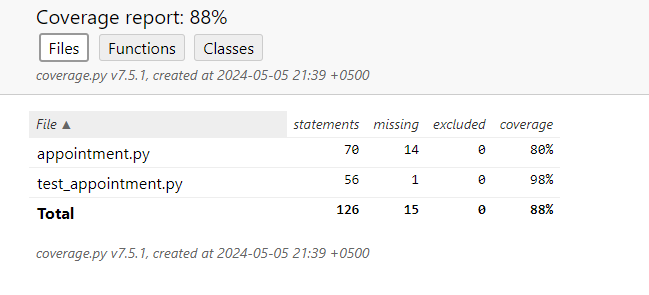 Coverage report: 88%
Files Functions Classes
coverage.py v7.5.1, created at 2024-05-05 21:39 +0500
File ▲ statements missing excluded coverage
appointment.py 70 14 0 80%
test_appointment.py 56 1 0 98%
Total 126 15 0 88%
coverage.py v7.5.1, created at 2024-05-05 21:39 +0500